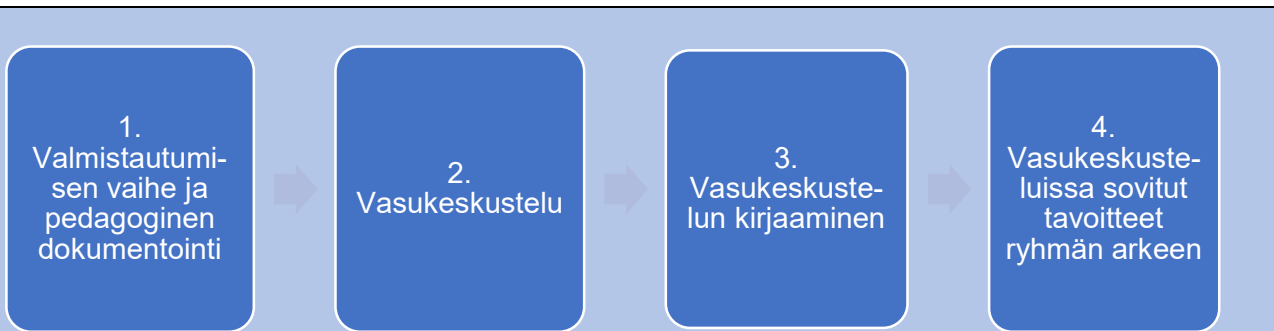 1.
Valmistautumi-
sen vaihe ja
pedagoginen
dokumentointi
2.
Vasukeskustelu
3.
Vasukeskuste-
lun kirjaaminen
4.
Vasukeskuste-
luissa sovitut
tavoitteet
ryhmän arkeen